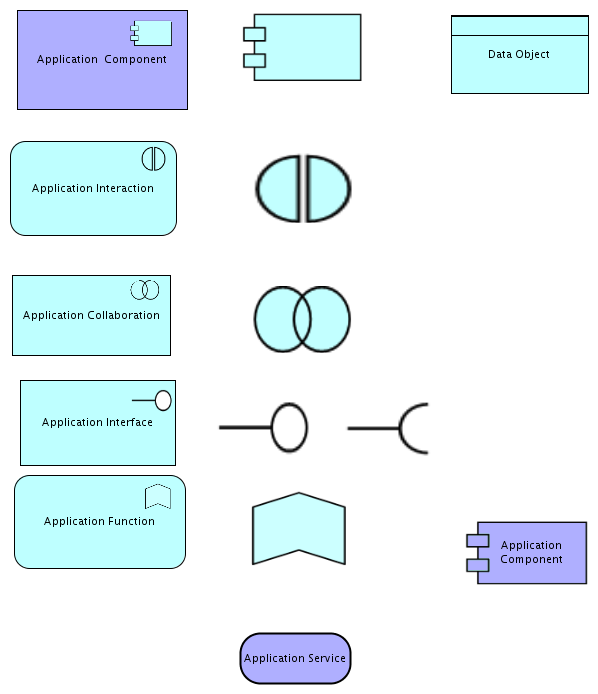 Application  Component
Data Object
Application Interaction
Application Collaboration
Application Interface
Application Function
Application
Component
Application Service